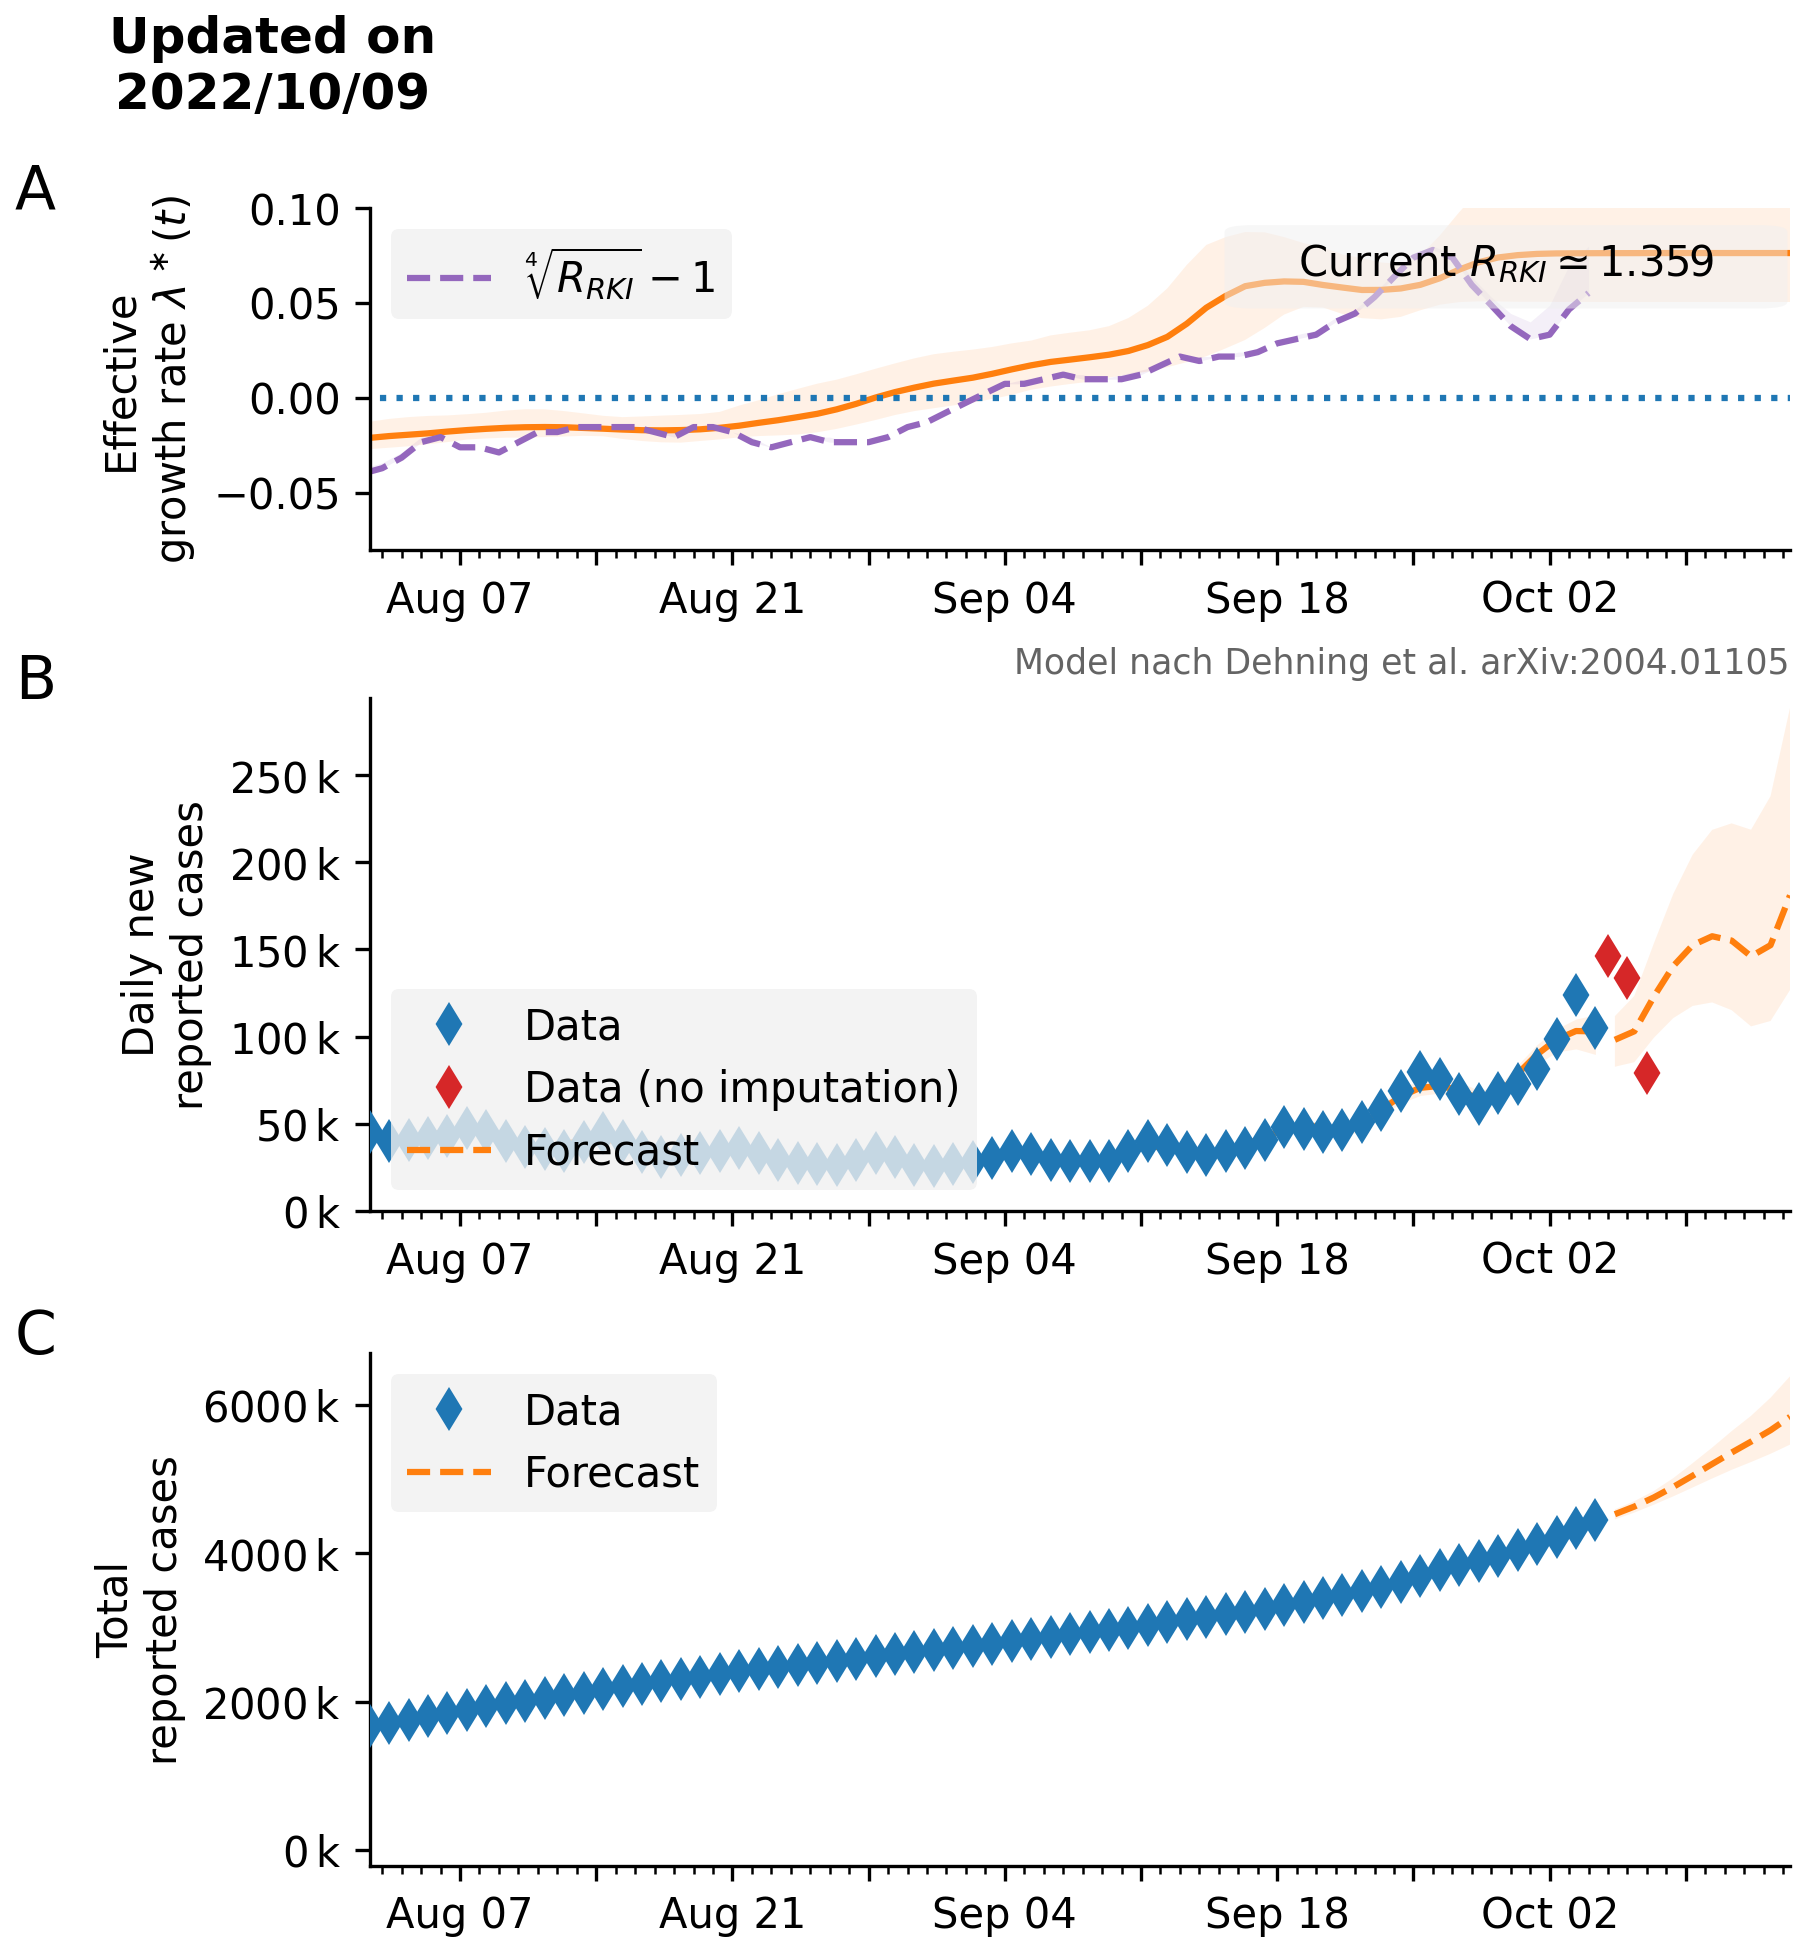 Updated on
2022/10/09
A
Effective
growth rate λ * (t)
0.10
0.05
0.00
−0.05
∜R_RKI − 1
Current R_RKI ≃ 1.359
Aug 07
Aug 21
Sep 04
Sep 18
Oct 02
Model nach Dehning et al. arXiv:2004.01105
B
Daily new
reported cases
250 k
200 k
150 k
100 k
50 k
0 k
Data
Data (no imputation)
Forecast
Aug 07
Aug 21
Sep 04
Sep 18
Oct 02
C
Total
reported cases
6000 k
4000 k
2000 k
0 k
Data
Forecast
Aug 07
Aug 21
Sep 04
Sep 18
Oct 02